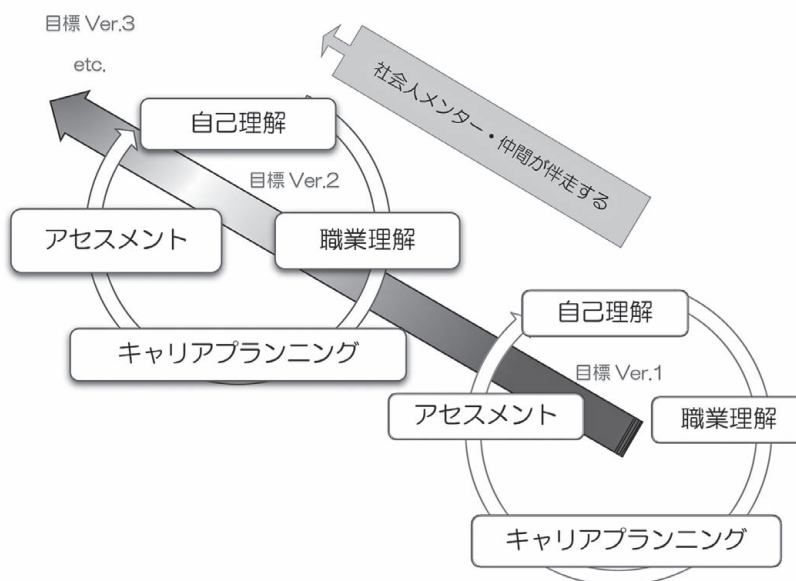 目標 Ver.3
etc.
社会人メンター・仲間が伴走する
自己理解
目標 Ver.2
アセスメント
職業理解
キャリアプランニング
自己理解
目標 Ver.1
アセスメント
職業理解
キャリアプランニング